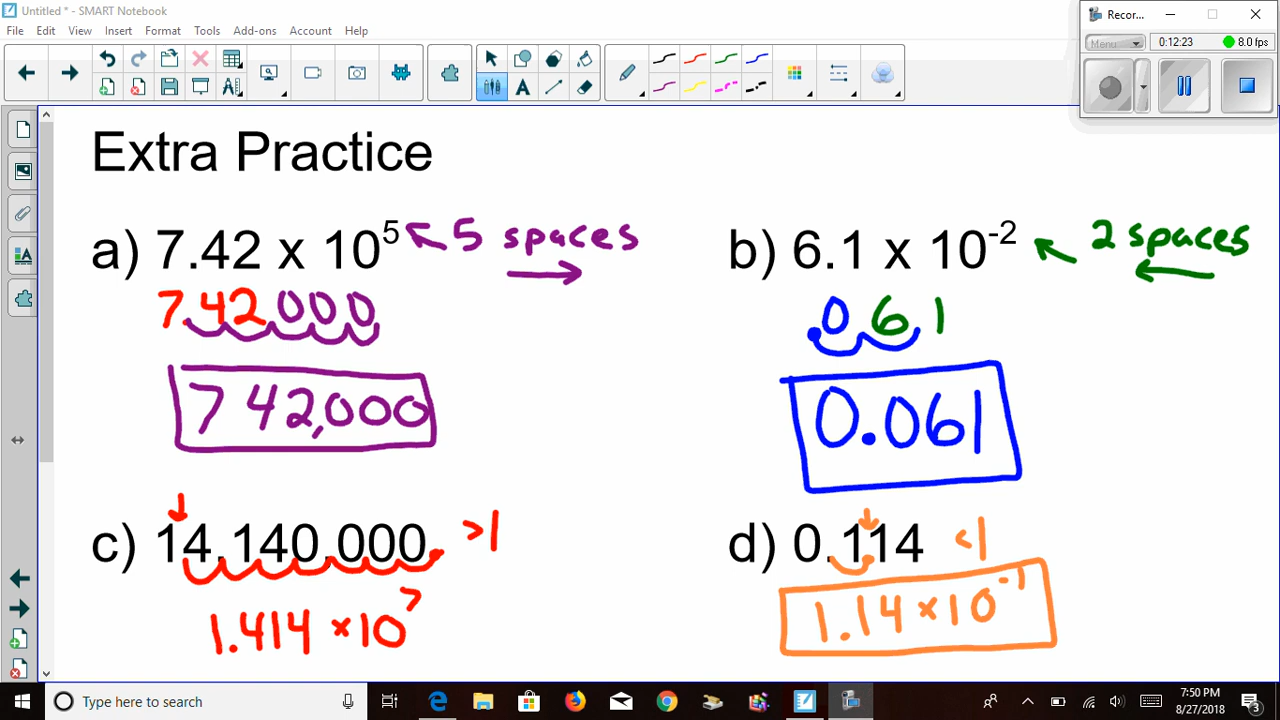 Untitled * - SMART Notebook
File Edit View Insert Format Tools Add-ons Account Help
Recor...
Menu
0:12:23
8.0 fps
Extra Practice
a) 7.42 x 10⁵ 5 spaces
7.42000
742,000
b) 6.1 x 10⁻² 2 spaces
.061
0.061
c) 14,140,000. >1
1.414 × 10⁷
d) 0.114 <1
1.14 × 10⁻¹
Type here to search
7:50 PM
8/27/2018
3